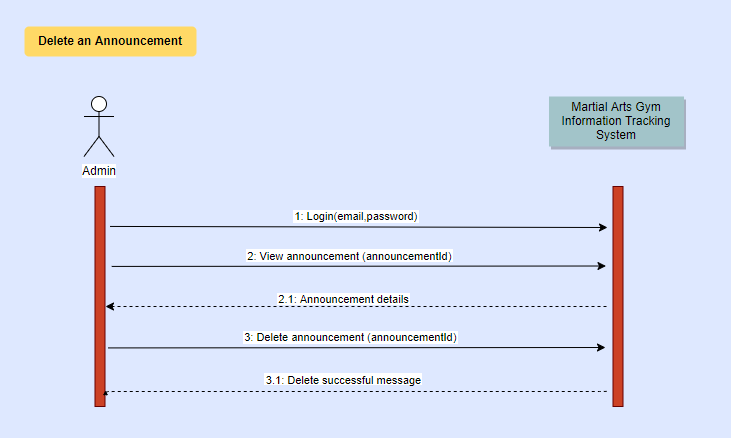 Delete an Announcement
Martial Arts Gym
Information Tracking
System
Admin
1: Login(email,password)
2: View announcement (announcementId)
2.1: Announcement details
3: Delete announcement (announcementId)
3.1: Delete successful message